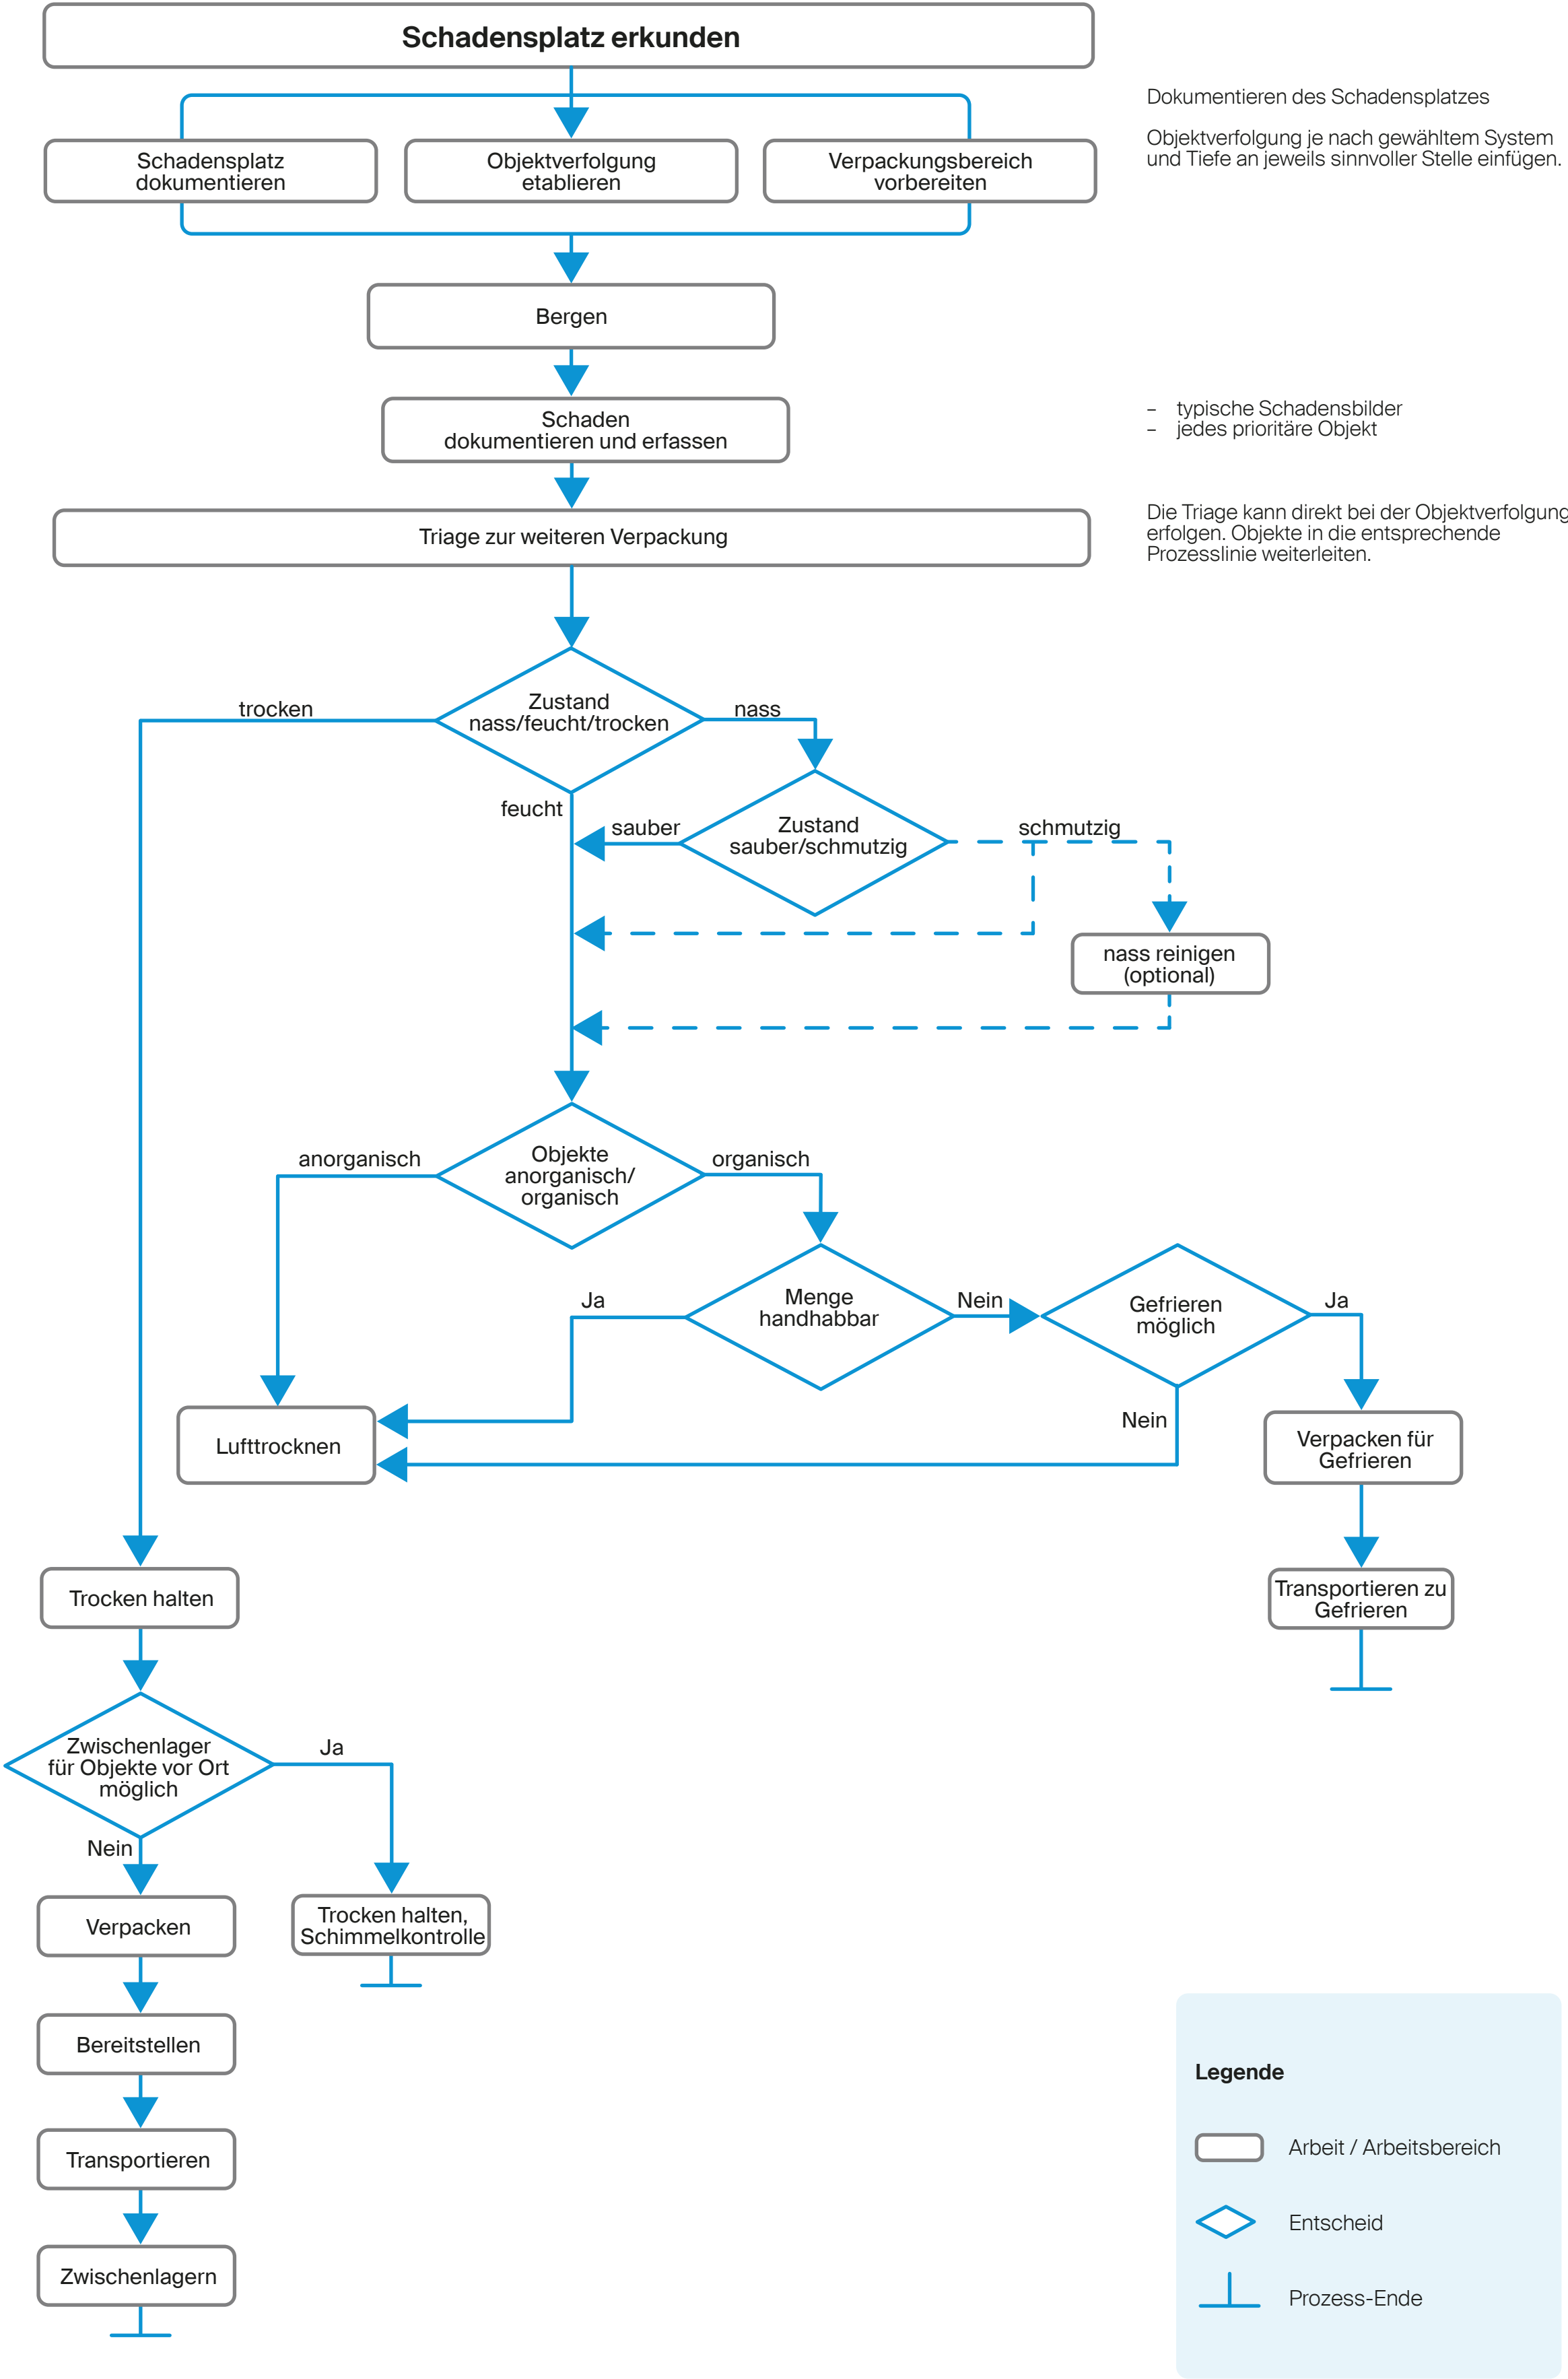 Schadensplatz erkunden
Dokumentieren des Schadensplatzes
Objektverfolgung je nach gewähltem System
und Tiefe an jeweils sinnvoller Stelle einfügen.
Schadensplatz
dokumentieren
Objektverfolgung
etablieren
Verpackungsbereich
vorbereiten
Bergen
Schaden
dokumentieren und erfassen
– typische Schadensbilder
– jedes prioritäre Objekt
Triage zur weiteren Verpackung
Die Triage kann direkt bei der Objektverfolgung
erfolgen. Objekte in die entsprechende
Prozesslinie weiterleiten.
Zustand
nass/feucht/trocken
trocken
nass
feucht
Zustand
sauber/schmutzig
sauber
schmutzig
nass reinigen
(optional)
Objekte
anorganisch/
organisch
anorganisch
organisch
Menge
handhabbar
Ja
Nein
Gefrieren
möglich
Ja
Nein
Lufttrocknen
Verpacken für
Gefrieren
Transportieren zu
Gefrieren
Trocken halten
Zwischenlager
für Objekte vor Ort
möglich
Ja
Nein
Verpacken
Trocken halten,
Schimmelkontrolle
Bereitstellen
Transportieren
Zwischenlagern
Legende
Arbeit / Arbeitsbereich
Entscheid
Prozess-Ende